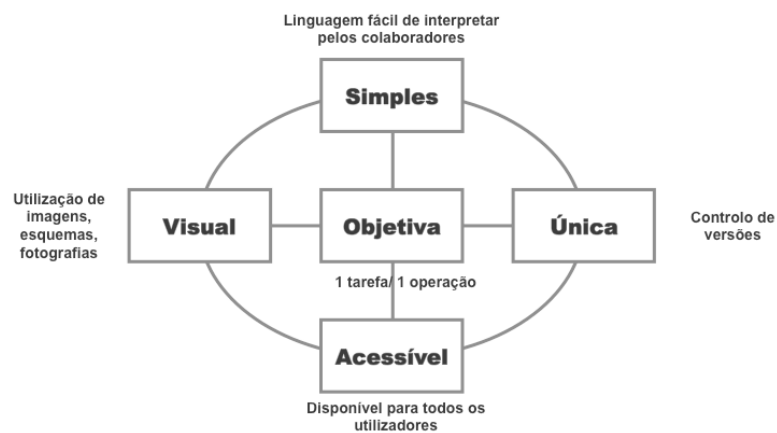 Linguagem fácil de interpretar
pelos colaboradores
Simples
Utilização de
imagens,
esquemas,
fotografias
Visual
Objetiva
Única
Controlo de
versões
1 tarefa/ 1 operação
Acessível
Disponível para todos os
utilizadores